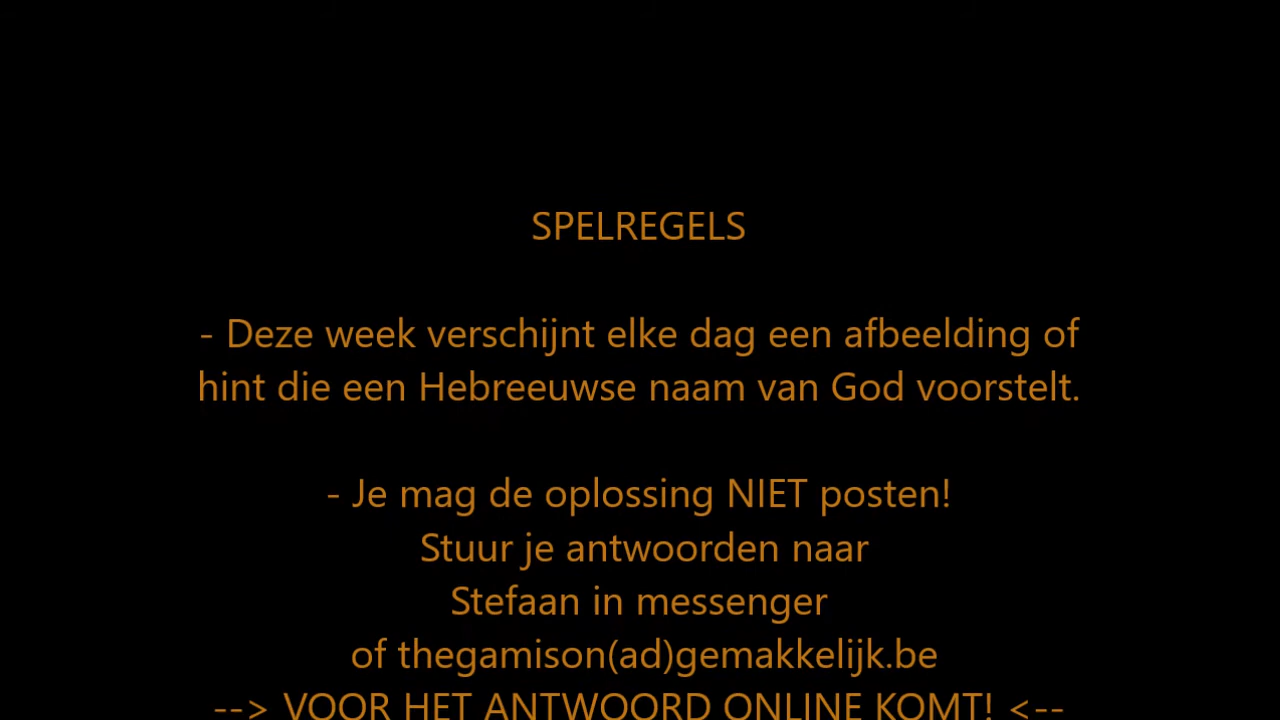 SPELREGELS
- Deze week verschijnt elke dag een afbeelding of
hint die een Hebreeuwse naam van God voorstelt.
- Je mag de oplossing NIET posten!
Stuur je antwoorden naar
Stefaan in messenger
of thegamison(ad)gemakkelijk.be
--> VOOR HET ANTWOORD ONLINE KOMT! <--